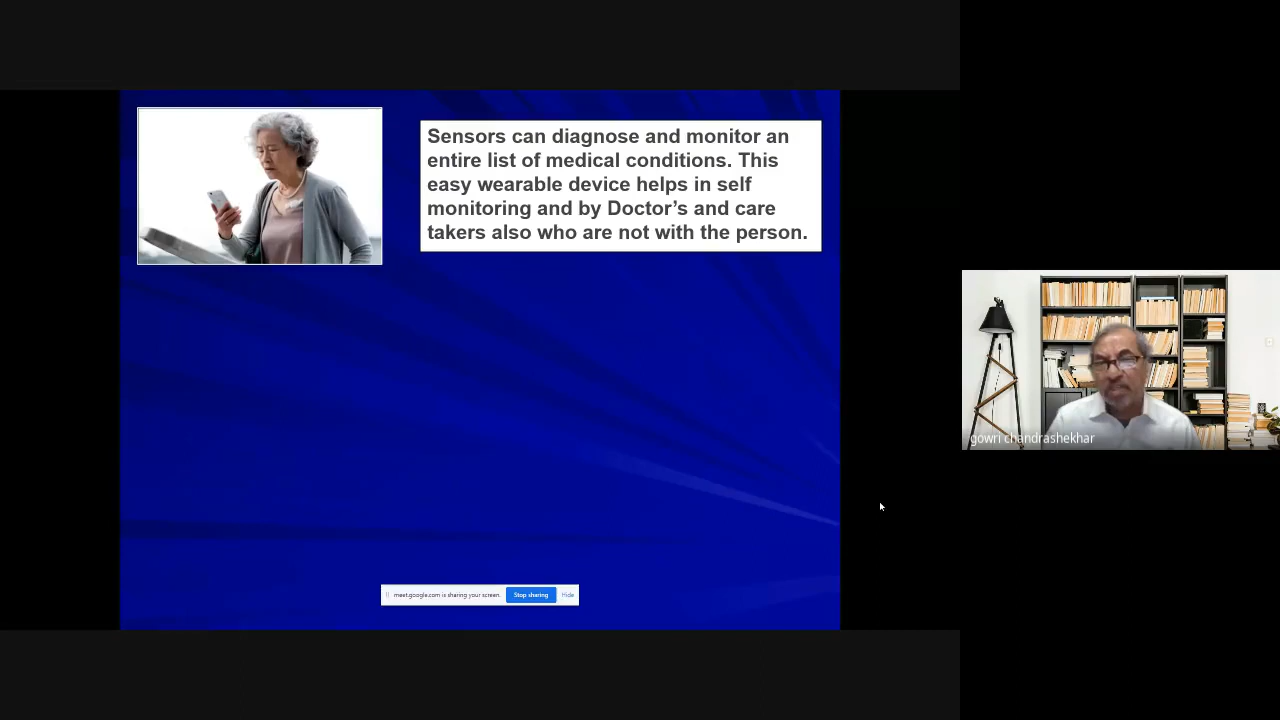 Sensors can diagnose and monitor an
entire list of medical conditions. This
easy wearable device helps in self
monitoring and by Doctor’s and care
takers also who are not with the person.
gowri chandrashekhar
meet.google.com is sharing your screen.
Stop sharing
Hide